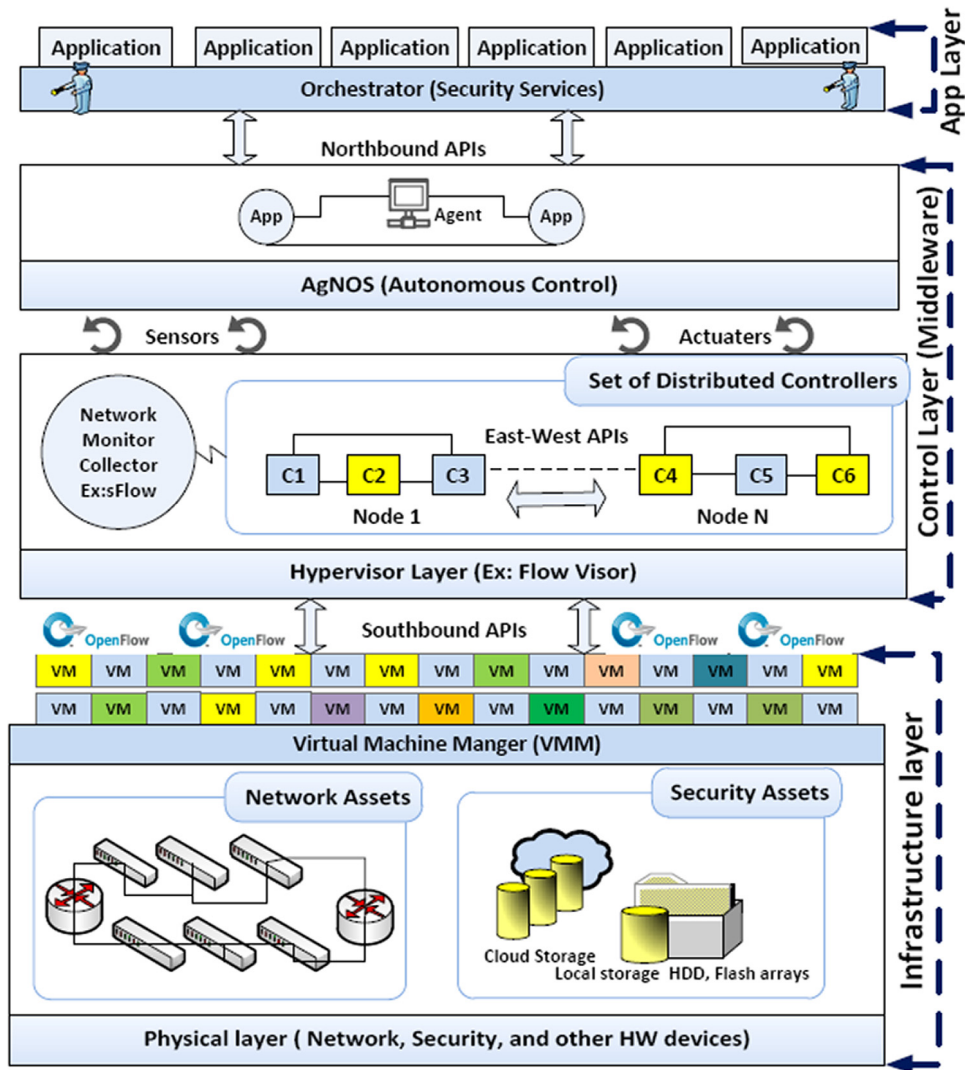 Application Application Application Application Application Application
Orchestrator (Security Services)
App Layer
Northbound APIs
App Agent App
AgNOS (Autonomous Control)
Sensors Actuaters
Control Layer (Middleware)
Set of Distributed Controllers
Network
Monitor
Collector
Ex:sFlow
East-West APIs
C1 C2 C3 C4 C5 C6
Node 1 Node N
Hypervisor Layer (Ex: Flow Visor)
OpenFlow OpenFlow Southbound APIs OpenFlow OpenFlow
VM VM VM VM VM VM VM VM VM VM VM VM VM VM VM
VM VM VM VM VM VM VM VM VM VM VM VM VM VM VM
Virtual Machine Manger (VMM)
Infrastructure layer
Network Assets Security Assets
Cloud Storage
Local storage HDD, Flash arrays
Physical layer ( Network, Security, and other HW devices)